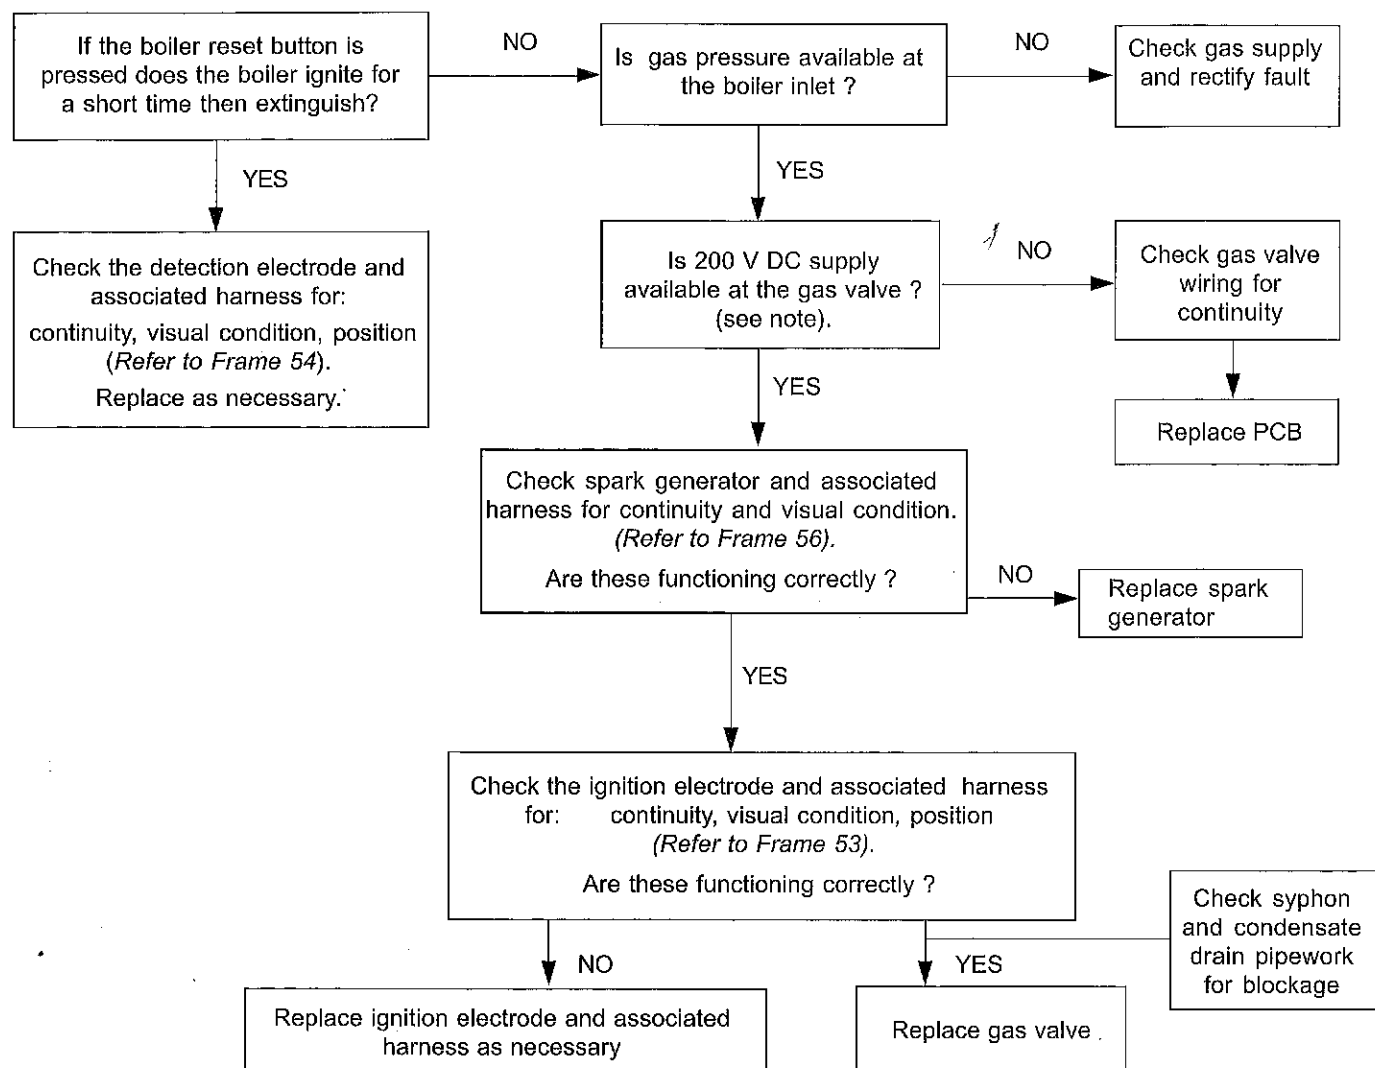 If the boiler reset button is
pressed does the boiler ignite for
a short time then extinguish?
NO
Is gas pressure available at
the boiler inlet ?
NO
Check gas supply
and rectify fault
YES
YES
Check the detection electrode and
associated harness for:
continuity, visual condition, position
(Refer to Frame 54).
Replace as necessary.
Is 200 V DC supply
available at the gas valve ?
(see note).
NO
Check gas valve
wiring for
continuity
YES
Replace PCB
Check spark generator and associated
harness for continuity and visual condition.
(Refer to Frame 56).
Are these functioning correctly ?
NO
Replace spark
generator
YES
Check the ignition electrode and associated harness
for: continuity, visual condition, position
(Refer to Frame 53).
Are these functioning correctly ?
Check syphon
and condensate
drain pipework
for blockage
NO
YES
Replace ignition electrode and associated
harness as necessary
Replace gas valve